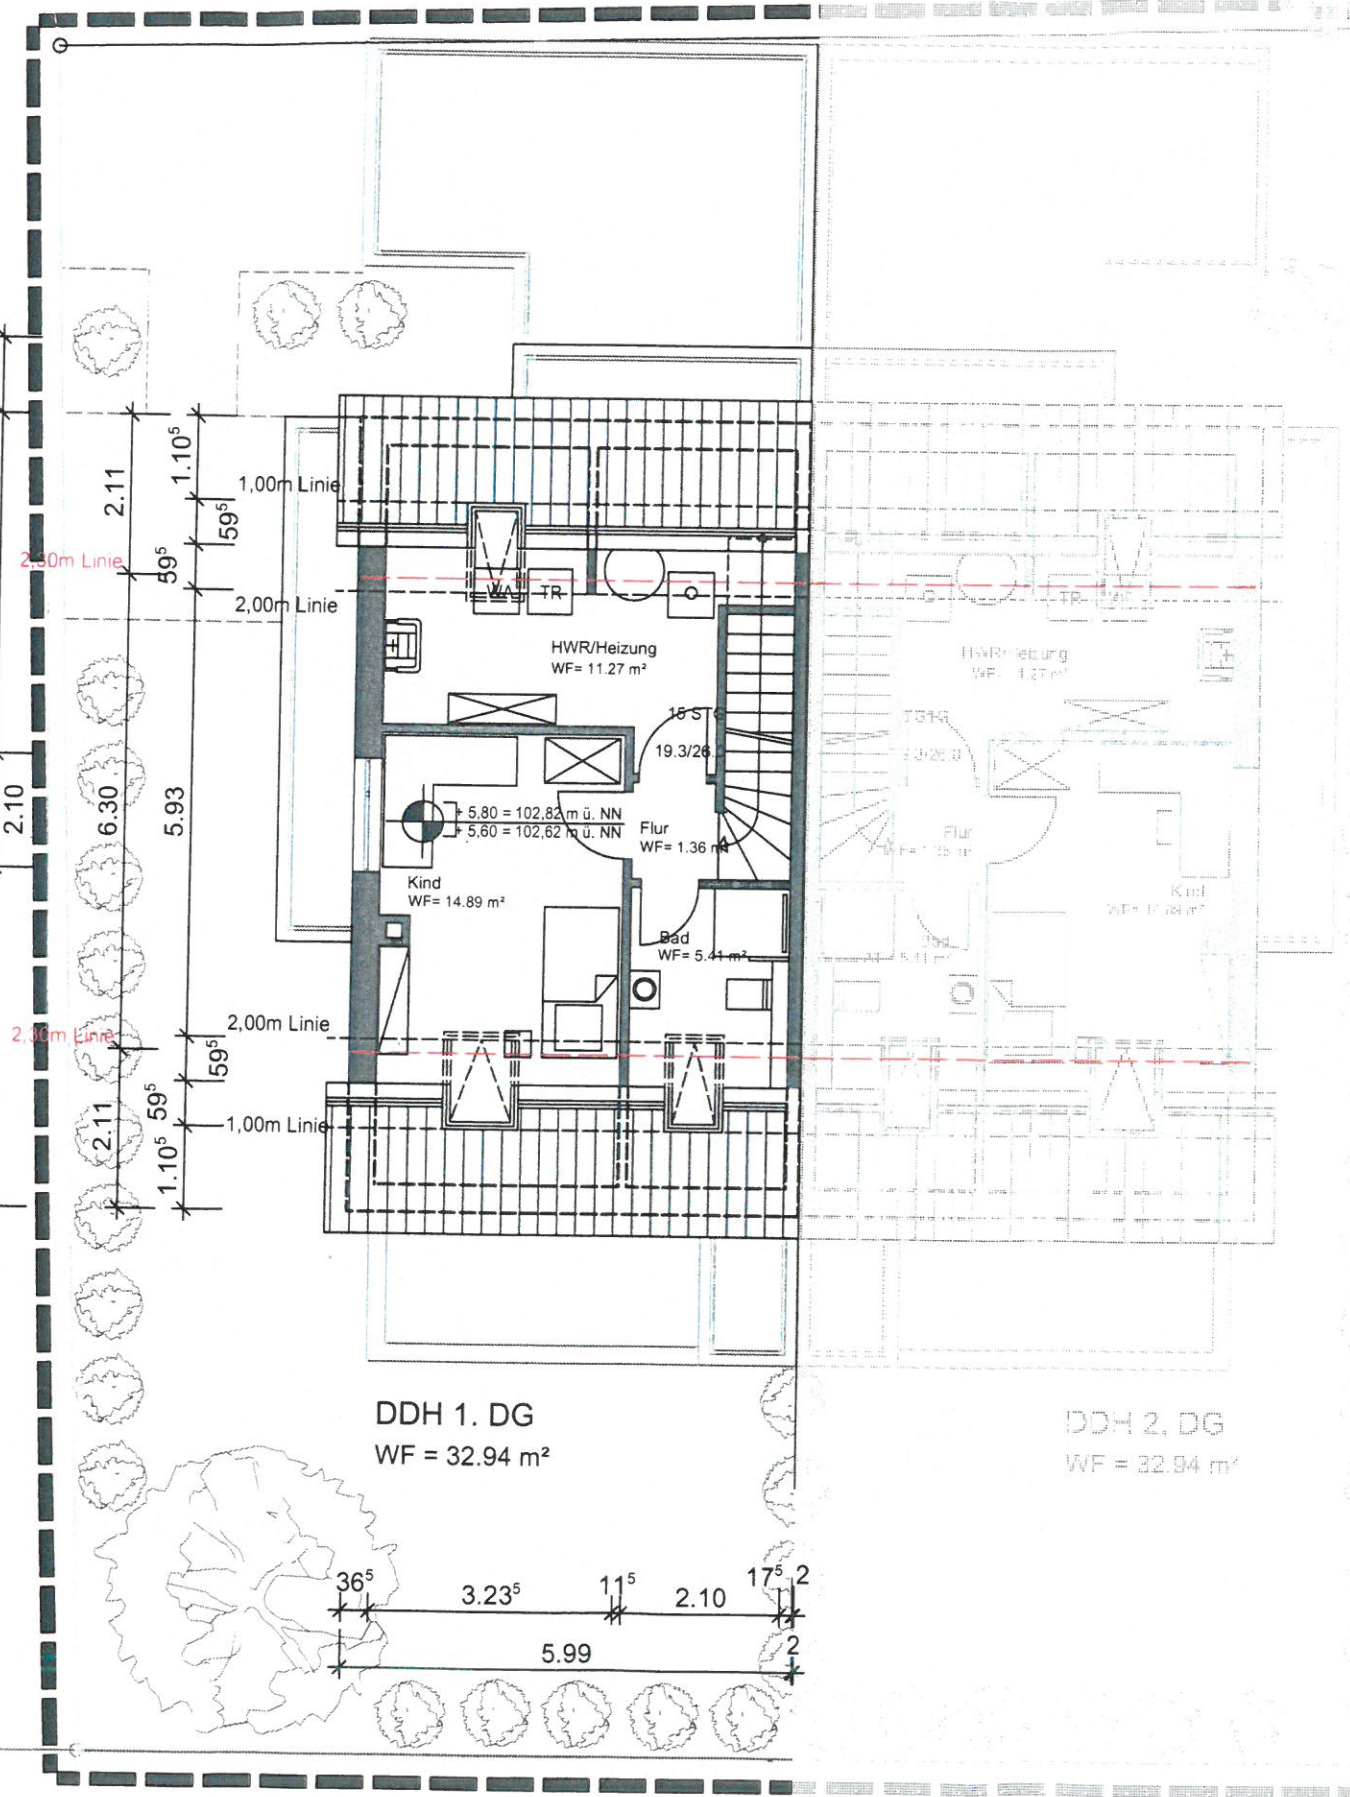 1.10⁵
2.11
1,00m Linie
59⁵
59⁵
2,30m Linie
2,00m Linie
WA
TR
TR
HWR/Heizung
WF= 11.27 m²
19.3/26
+ 5,80 = 102,82 m ü. NN
+ 5,60 = 102,62 m ü. NN
Flur
WF= 1.36 m²
Flur
2.10
6.30
5.93
Kind
WF= 14.89 m²
Kind
Bad
WF= 5.41 m²
2,00m Linie
2,30m Linie
59⁵
59⁵
2.11
1,00m Linie
1.10⁵
DDH 1. DG
WF = 32.94 m²
DDH 2. DG
WF = 32.94 m²
36⁵
3.23⁵
11⁵
2.10
17⁵
2
5.99
2